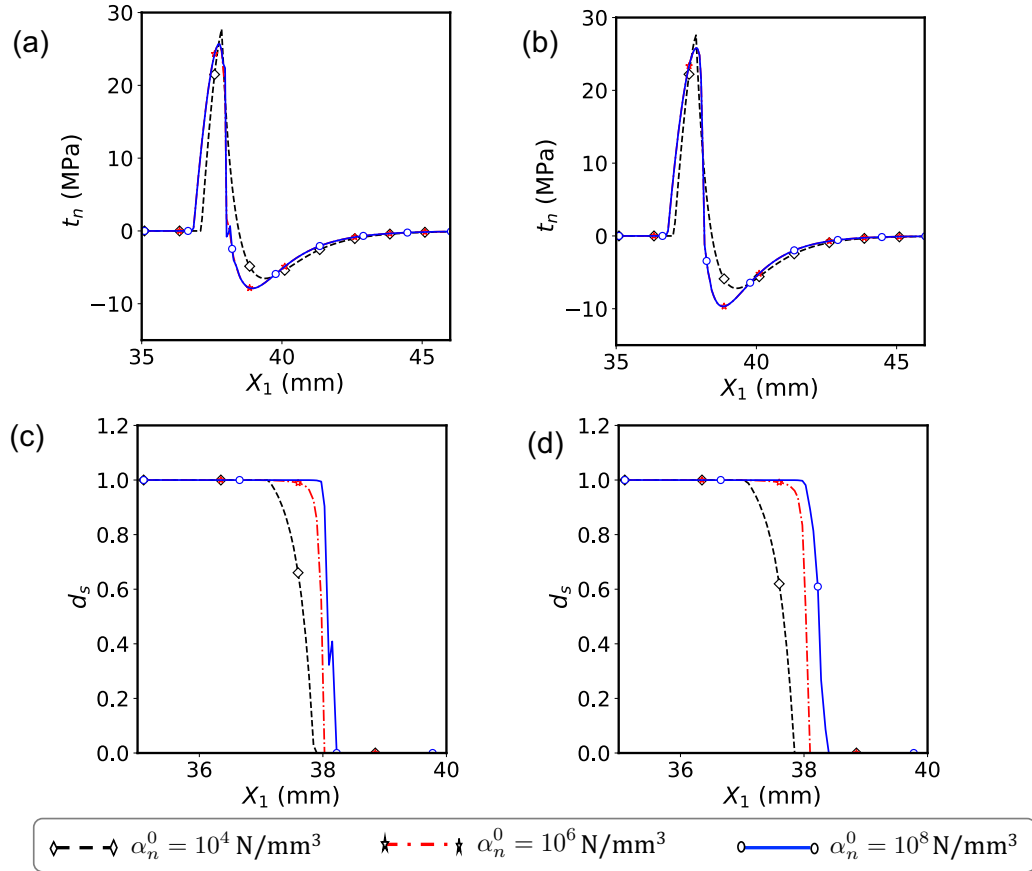 (a)
30
20
10
0
−10
t_n (MPa)
35 40 45
X_1 (mm)
(b)
30
20
10
0
−10
t_n (MPa)
35 40 45
X_1 (mm)
(c)
1.2
1.0
0.8
0.6
0.4
0.2
0.0
d_s
36 38 40
X_1 (mm)
(d)
1.2
1.0
0.8
0.6
0.4
0.2
0.0
d_s
36 38 40
X_1 (mm)
α_n^0 = 10^4 N/mm^3 α_n^0 = 10^6 N/mm^3 α_n^0 = 10^8 N/mm^3